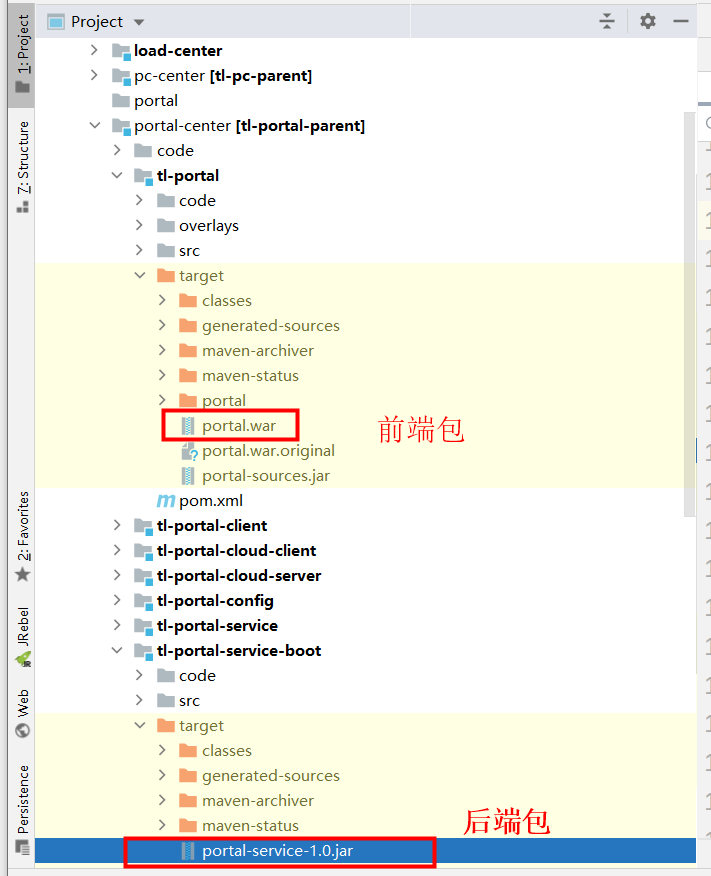 Project
load-center
pc-center [tl-pc-parent]
portal
portal-center [tl-portal-parent]
code
tl-portal
code
overlays
src
target
classes
generated-sources
maven-archiver
maven-status
portal
portal.war
前端包
portal.war.original
portal-sources.jar
pom.xml
tl-portal-client
tl-portal-cloud-client
tl-portal-cloud-server
tl-portal-config
tl-portal-service
tl-portal-service-boot
code
src
target
classes
generated-sources
maven-archiver
maven-status
后端包
portal-service-1.0.jar
1: Project
7: Structure
2: Favorites
JRebel
Web
Persistence